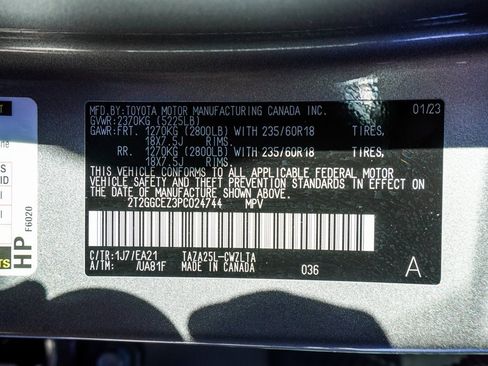 MFD.BY:TOYOTA MOTOR MANUFACTURING CANADA INC. 01/23
GVWR:2370KG (5225LB)
GAWR:FRT. 1270KG (2800LB) WITH 235/60R18 TIRES,
18X7.5J RIMS.
RR. 1270KG (2800LB) WITH 235/60R18 TIRES,
18X7.5J RIMS.
THIS VEHICLE CONFORMS TO ALL APPLICABLE FEDERAL MOTOR
VEHICLE SAFETY AND THEFT PREVENTION STANDARDS IN EFFECT
ON THE DATE OF MANUFACTURE SHOWN ABOVE.
2T2GGCEZ3PC024744 MPV
C/TR:1J7/EA21 TAZA25L-CWZLTA
A/TM: /UA81F MADE IN CANADA 036 A
HP F6020